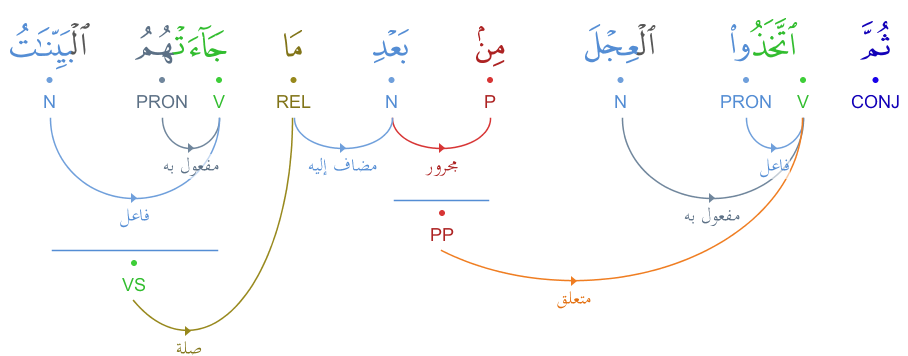 ثُمَّ ٱتَّخَذُوا۟ ٱلْعِجْلَ مِنۢ بَعْدِ مَا جَآءَتْهُمُ ٱلْبَيِّنَٰتُ
CONJ V PRON N P N REL V PRON N
فاعل مجرور مضاف إليه مفعول به
مفعول به فاعل
PP
VS
متعلق
صلة